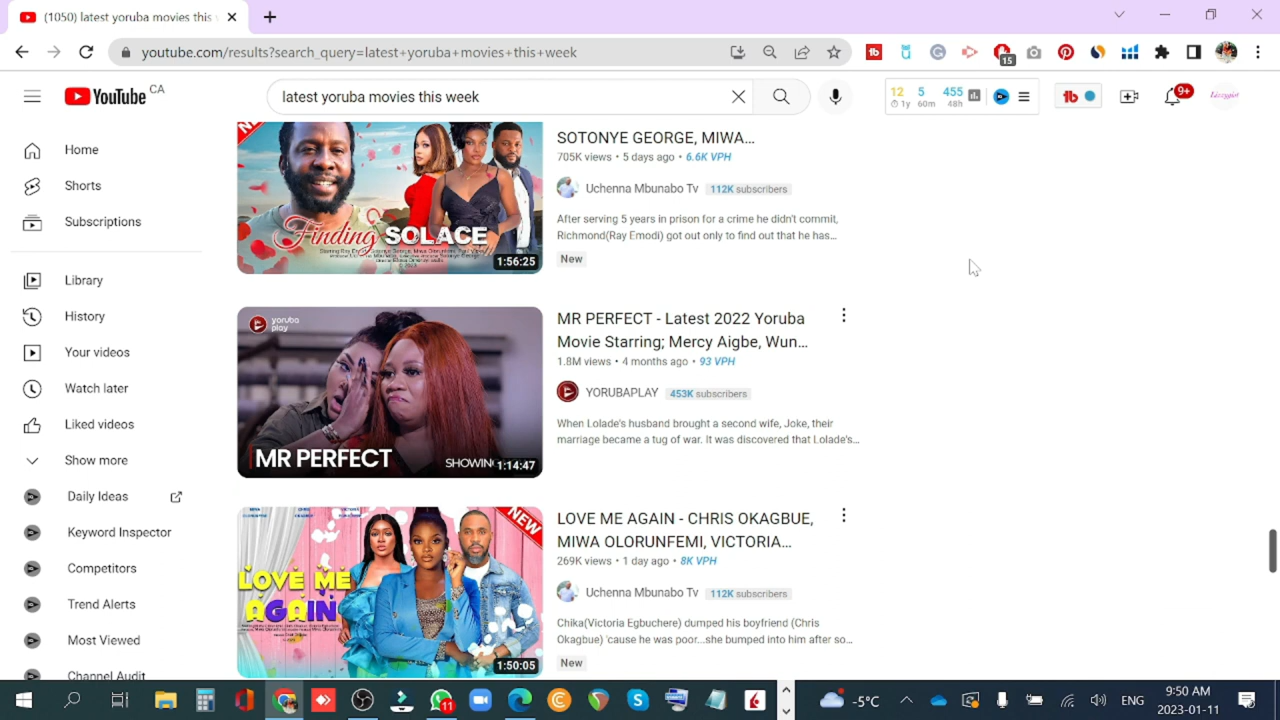 (1050) latest yoruba movies this
youtube.com/results?search_query=latest+yoruba+movies+this+week
15
YouTube CA
latest yoruba movies this week
12 5 455
1y 60m 48h
9+
Home
Shorts
Subscriptions
Library
History
Your videos
Watch later
Liked videos
Show more
Daily Ideas
Keyword Inspector
Competitors
Trend Alerts
Most Viewed
Channel Audit
Finding SOLACE
1:56:25
SOTONYE GEORGE, MIWA...
705K views • 5 days ago • 6.6K VPH
Uchenna Mbunabo Tv 112K subscribers
After serving 5 years in prison for a crime he didn't commit,
Richmond(Ray Emodi) got out only to find out that he has...
New
yoruba
play
MR PERFECT
SHOWIN
1:14:47
MR PERFECT - Latest 2022 Yoruba
Movie Starring; Mercy Aigbe, Wun...
1.8M views • 4 months ago • 93 VPH
YORUBAPLAY 453K subscribers
When Lolade's husband brought a second wife, Joke, their
marriage became a tug of war. It was discovered that Lolade's...
NEW
LOVE ME
AGAIN
1:50:05
LOVE ME AGAIN - CHRIS OKAGBUE,
MIWA OLORUNFEMI, VICTORIA...
269K views • 1 day ago • 8K VPH
Uchenna Mbunabo Tv 112K subscribers
Chika(Victoria Egbuchere) dumped his boyfriend (Chris
Okagbue) 'cause he was poor...she bumped into him after so...
New
11
-5°C
ENG
9:50 AM
2023-01-11